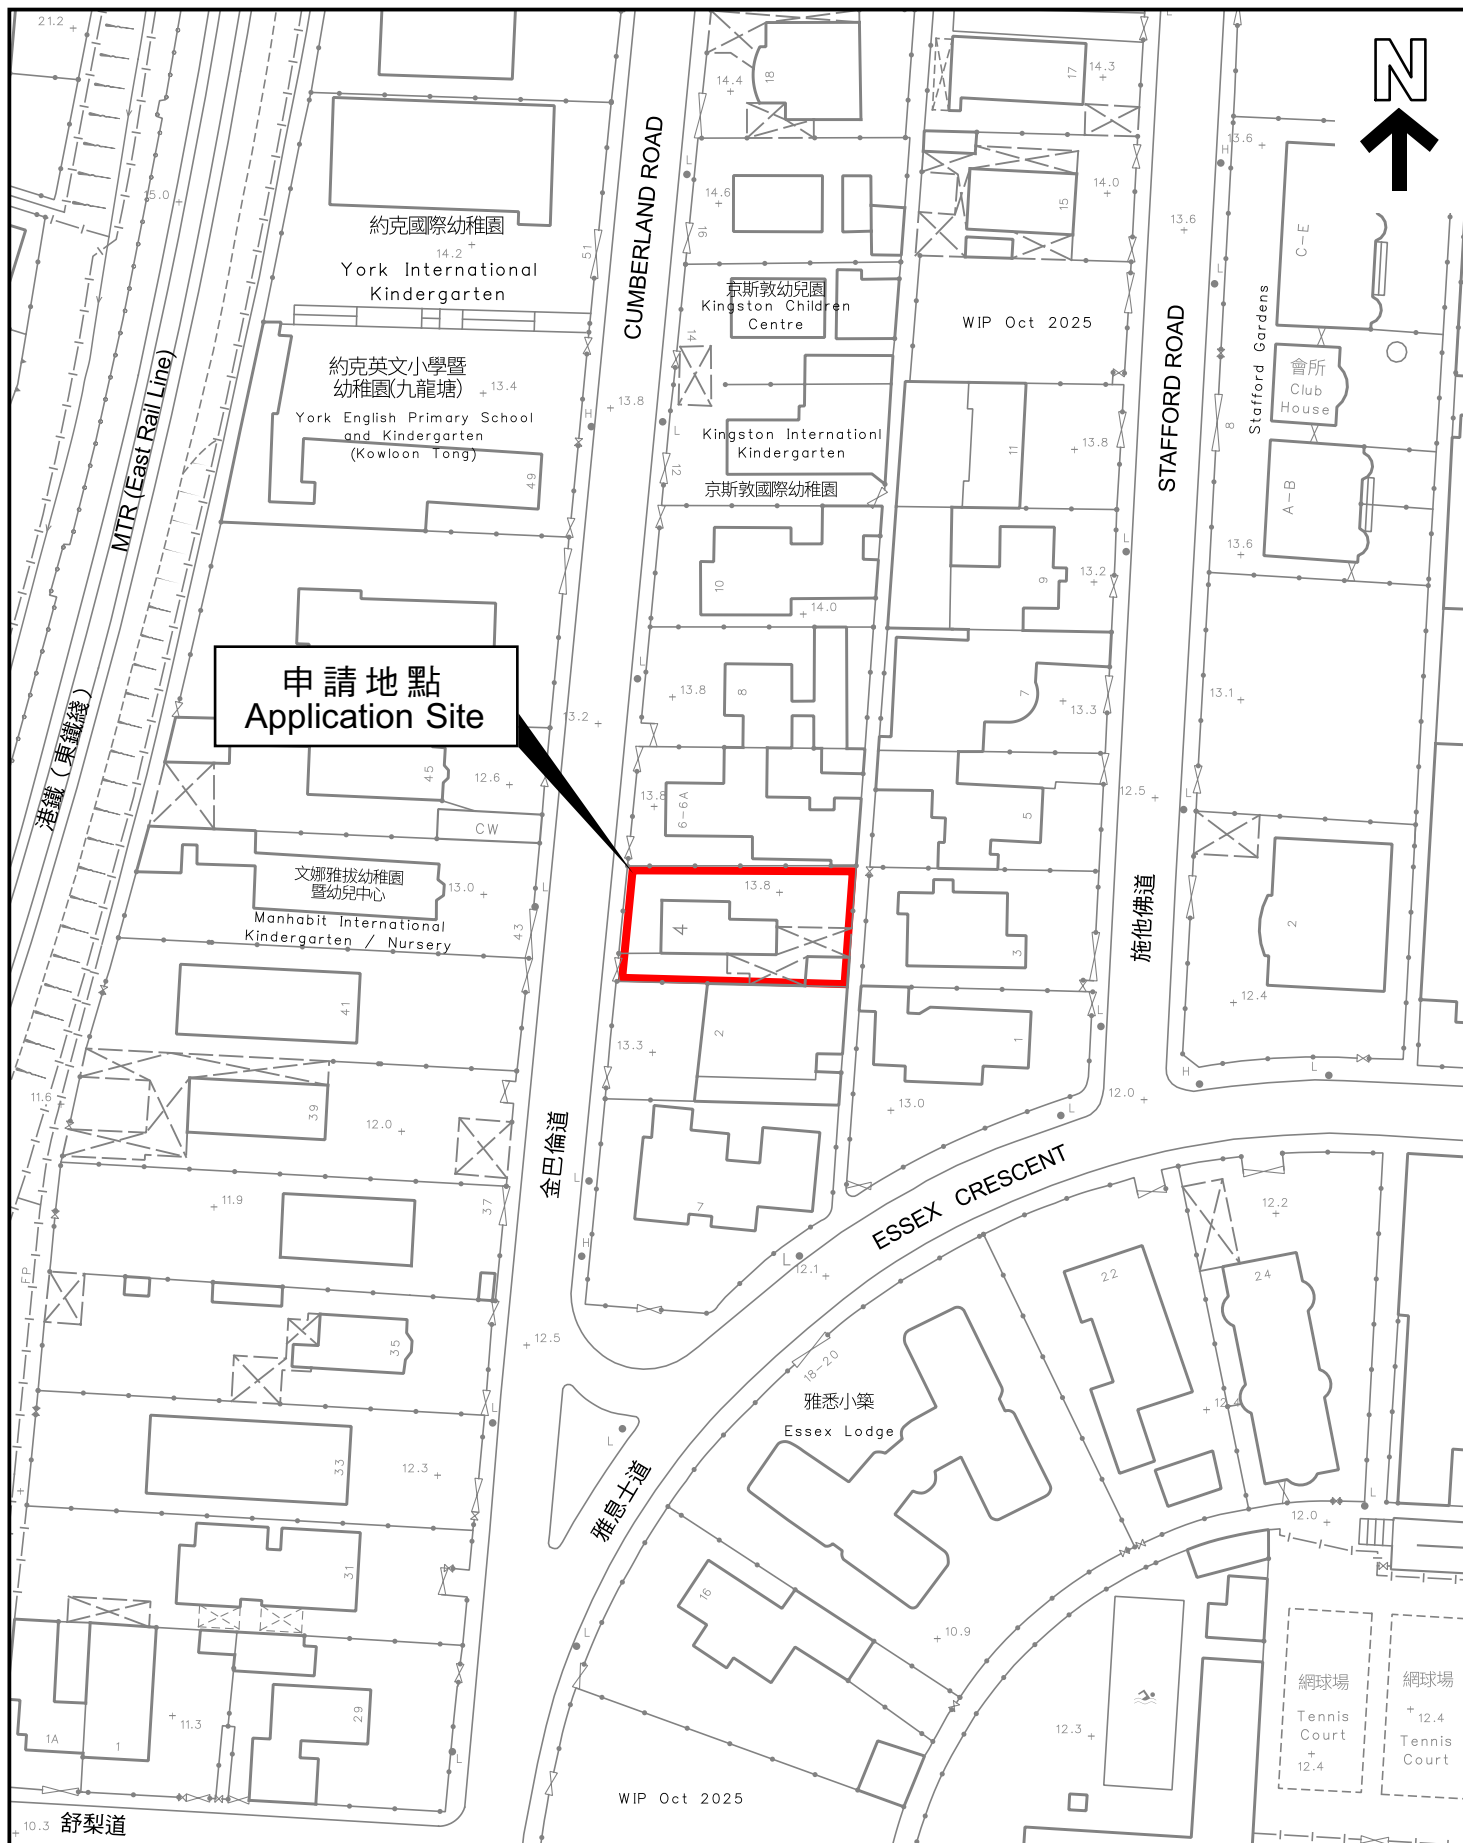 21.2
18
14.4
17
14.3
N
15.0
CUMBERLAND ROAD
L
14.6
16
15
14.0
H
13.6
13.6
C-E
約克國際幼稚園
14.2
York International
Kindergarten
51
京斯敦幼兒園
Kingston Children
Centre
14
WIP Oct 2025
STAFFORD ROAD
L
Stafford Gardens
會所
Club
House
約克英文小學暨
幼稚園(九龍塘)
13.4
York English Primary School
and Kindergarten
(Kowloon Tong)
49
H
13.8
L
12
Kingston Internationl
Kindergarten
京斯敦國際幼稚園
11
13.8
8
A-B
13.6
MTR (East Rail Line)
港鐵（東鐵綫）
10
14.0
9
13.2
L
申請地點
Application Site
L
13.8
8
7
13.3
13.1
13.2
45
12.6
CW
13.8
6-6A
5
12.5
L
文娜雅拔幼稚園
暨幼兒中心
13.0
L
Manhabit International
Kindergarten / Nursery
43
13.8
4
3
施他佛道
2
12.4
41
13.3
2
1
L
H
L
11.6
39
12.0
金巴倫道
13.0
L
12.0
ESSEX CRESCENT
11.9
37
L
7
H
L
12.1
12.2
FP
22
24
35
12.5
18-20
雅悉小築
Essex Lodge
12.4
L
L
33
12.3
雅息士道
L
12.0
31
16
10.9
L
網球場
Tennis
Court
12.4
網球場
12.4
Tennis
Court
1A
1
11.3
29
L
12.3
WIP Oct 2025
10.3
舒梨道